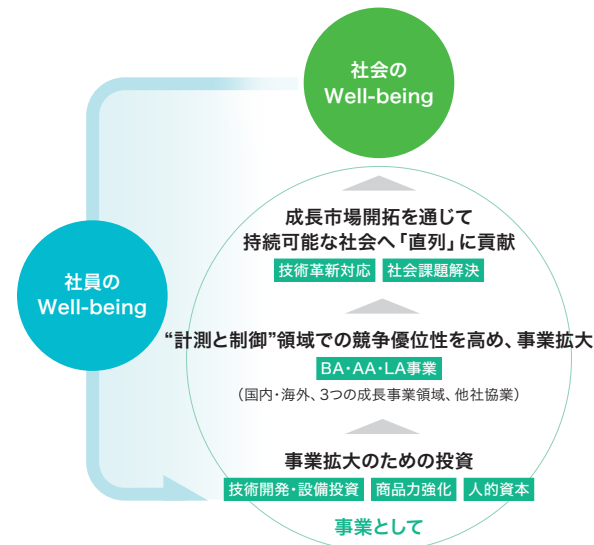 社会の
Well-being
成長市場開拓を通じて
持続可能な社会へ「直列」に貢献
技術革新対応 社会課題解決
社員の
Well-being
“計測と制御”領域での競争優位性を高め、事業拡大
BA・AA・LA事業
（国内・海外、3つの成長事業領域、他社協業）
事業拡大のための投資
技術開発・設備投資 商品力強化 人的資本
事業として